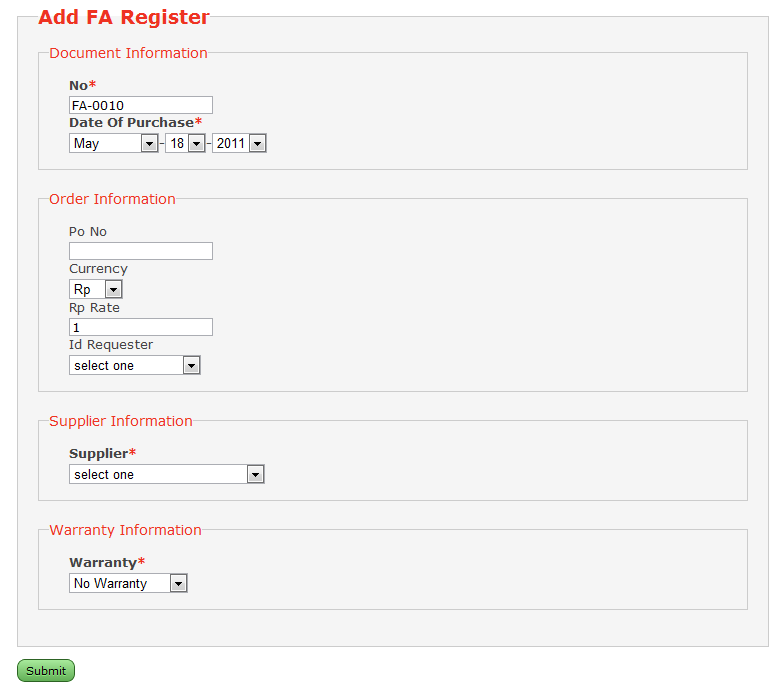 Add FA Register
Document Information
No*
FA-0010
Date Of Purchase*
May - 18 - 2011
Order Information
Po No
Currency
Rp
Rp Rate
1
Id Requester
select one
Supplier Information
Supplier*
select one
Warranty Information
Warranty*
No Warranty
Submit